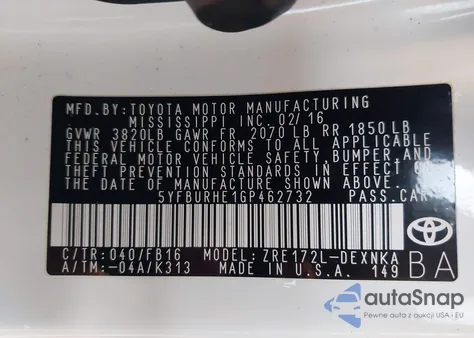 MFD.BY:TOYOTA MOTOR MANUFACTURING
MISSISSIPPI INC. 02/16
GVWR 3820LB GAWR FR 2070 LB RR 1850LB
THIS VEHICLE CONFORMS TO ALL APPLICABLE
FEDERAL MOTOR VEHICLE SAFETY, BUMPER, AND
THEFT PREVENTION STANDARDS IN EFFECT ON
THE DATE OF MANUFACTURE SHOWN ABOVE.
5YFBURHE1GP462732 PASS.CAR
C/TR: 040/FB16 MODEL: ZRE172L-DEXNKA
A/TM:-04A/K313 MADE IN U.S.A. 149 BA
autoSnap
Pewne auta z aukcji USA i EU